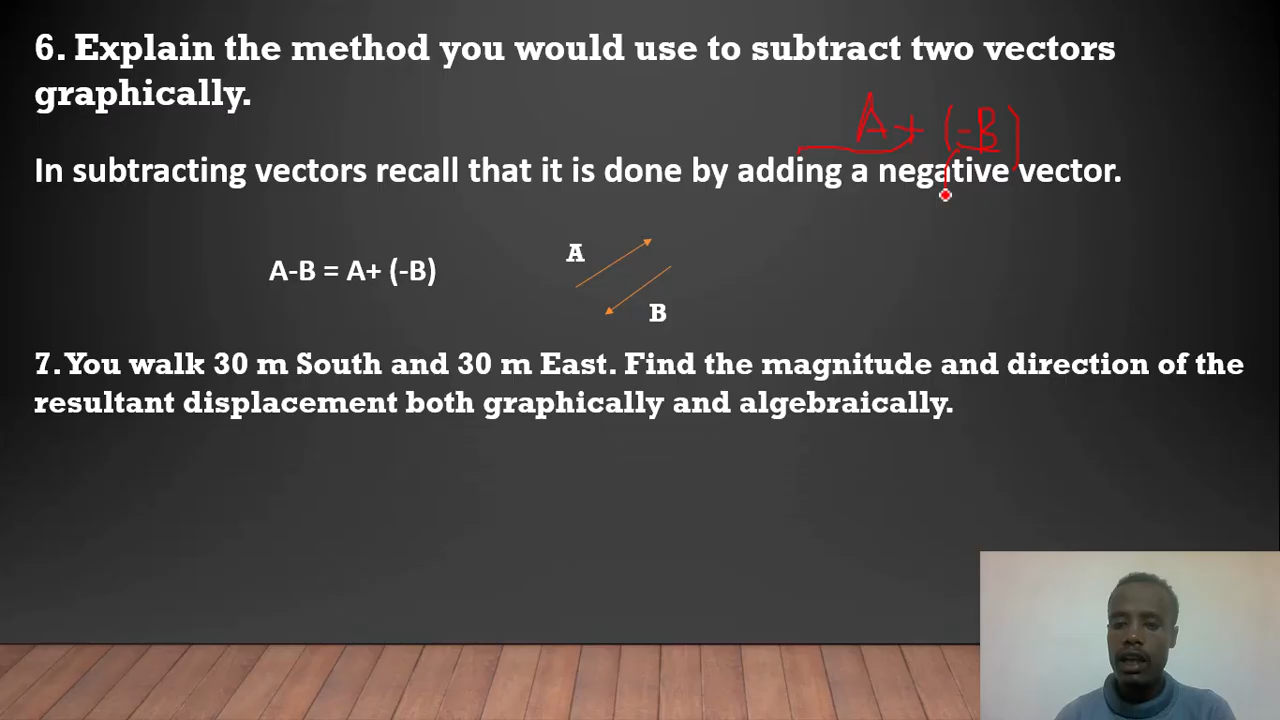 6. Explain the method you would use to subtract two vectors
graphically.
A + (-B)
In subtracting vectors recall that it is done by adding a negative vector.
A-B = A+ (-B)
A
B
7. You walk 30 m South and 30 m East. Find the magnitude and direction of the
resultant displacement both graphically and algebraically.